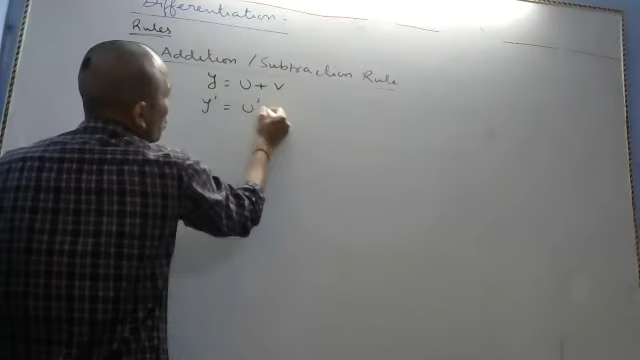 Differentiation:-
Rules
Addition / Subtraction Rule
y = u + v
y' = u'